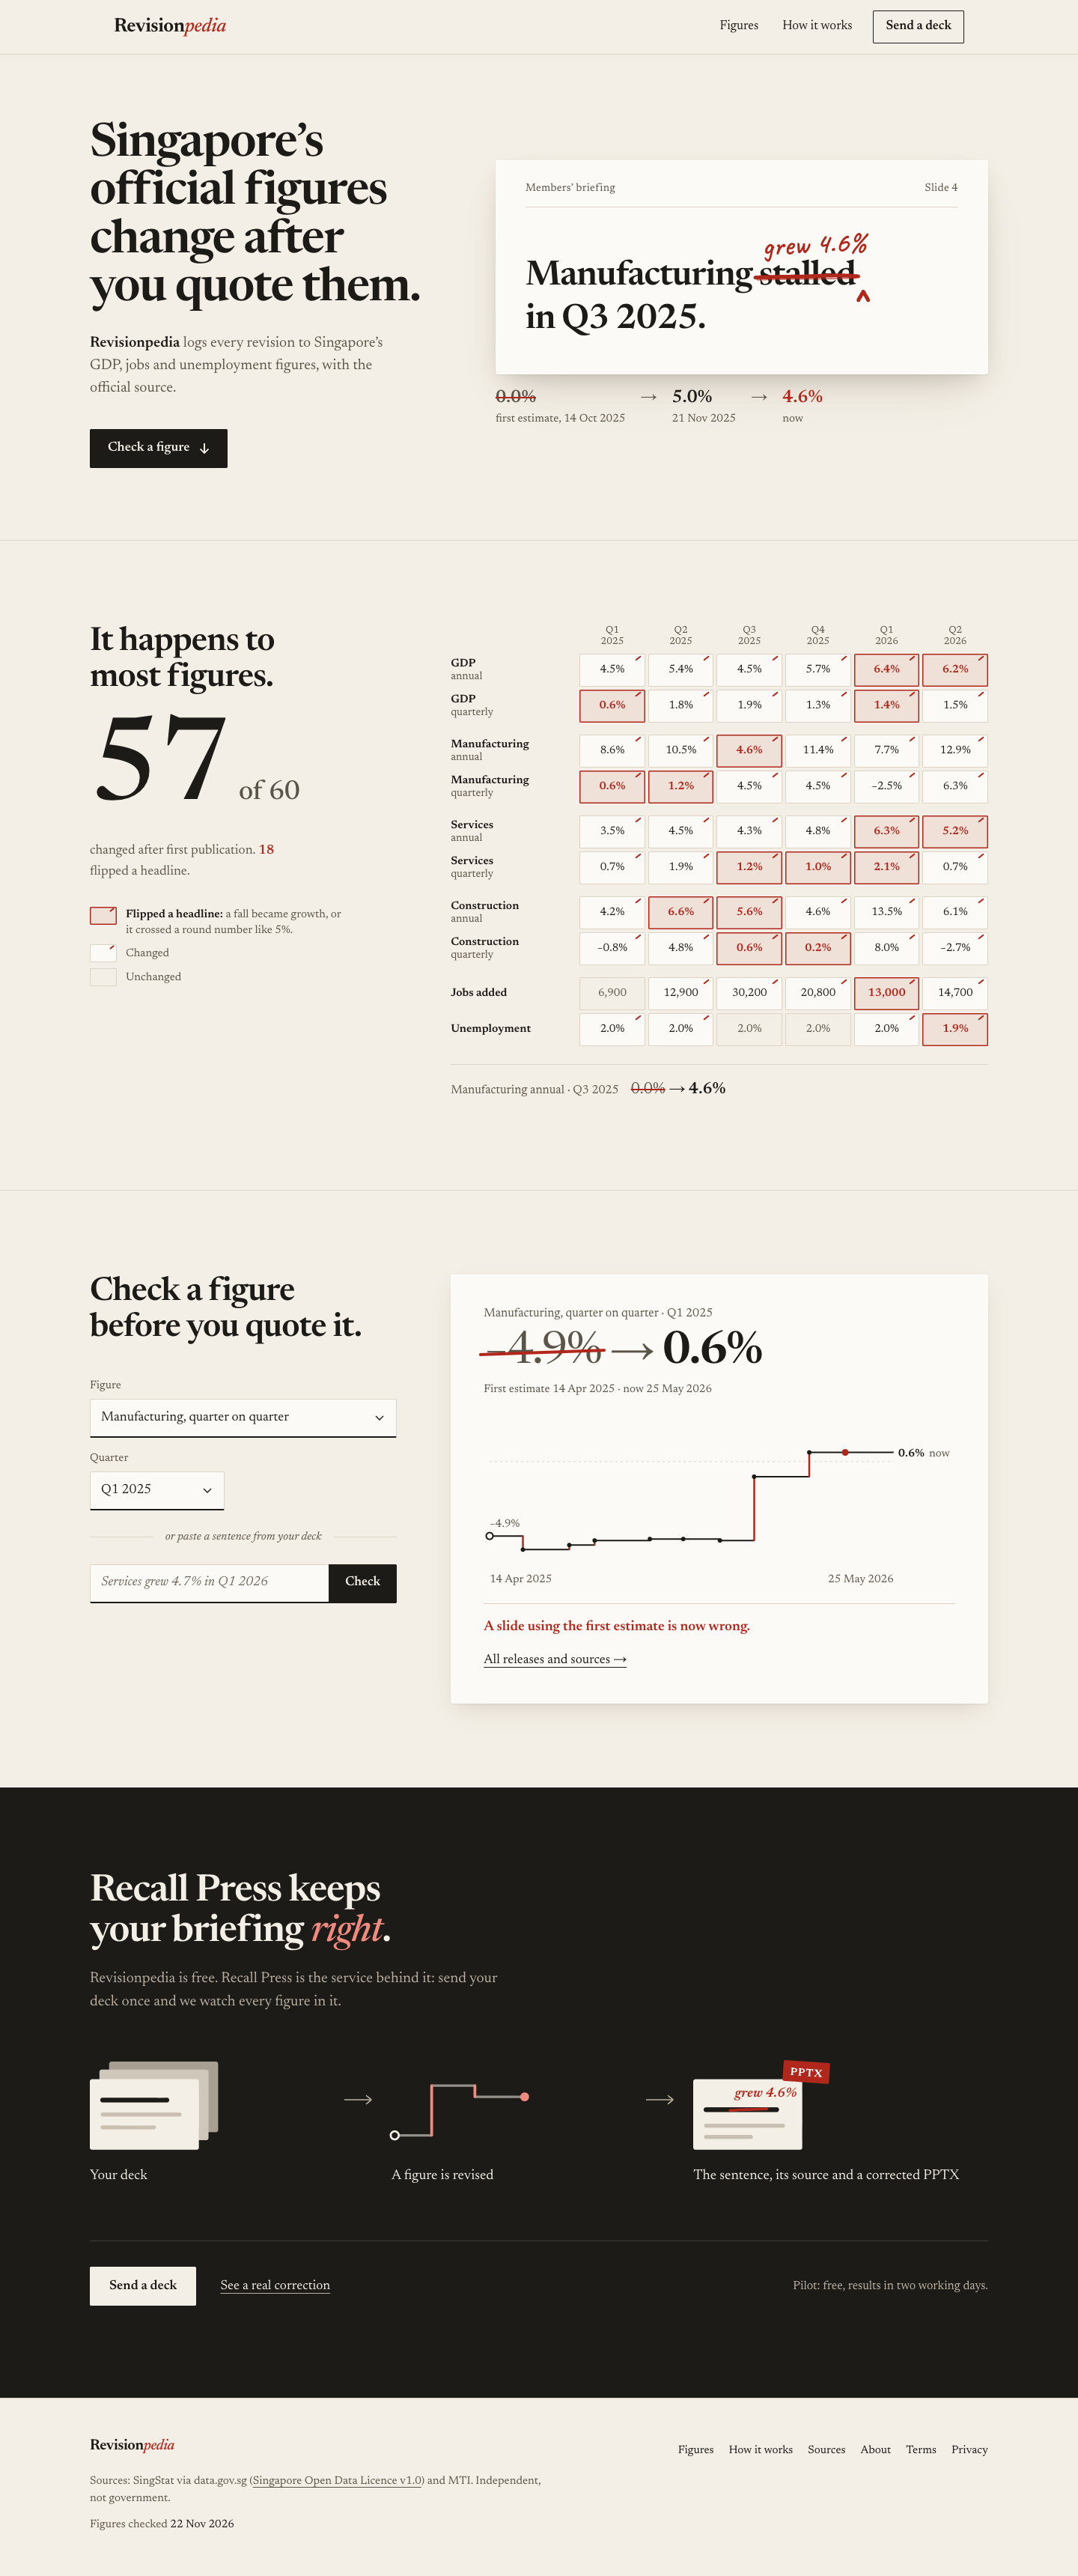 Revisionpedia
Figures How it works Send a deck
Singapore’s
official figures
change after
you quote them.
Revisionpedia logs every revision to Singapore’s
GDP, jobs and unemployment figures, with the
official source.
Check a figure ↓
Members’ briefing Slide 4
grew 4.6%
Manufacturing stalled
in Q3 2025.
0.0% → 5.0% → 4.6%
first estimate, 14 Oct 2025 21 Nov 2025 now
It happens to
most figures.
57 of 60
changed after first publication. 18
flipped a headline.
Flipped a headline: a fall became growth, or
it crossed a round number like 5%.
Changed
Unchanged
Q1 Q2 Q3 Q4 Q1 Q2
2025 2025 2025 2025 2026 2026
GDP
annual
4.5% 5.4% 4.5% 5.7% 6.4% 6.2%
GDP
quarterly
0.6% 1.8% 1.9% 1.3% 1.4% 1.5%
Manufacturing
annual
8.6% 10.5% 4.6% 11.4% 7.7% 12.9%
Manufacturing
quarterly
0.6% 1.2% 4.5% 4.5% −2.5% 6.3%
Services
annual
3.5% 4.5% 4.3% 4.8% 6.3% 5.2%
Services
quarterly
0.7% 1.9% 1.2% 1.0% 2.1% 0.7%
Construction
annual
4.2% 6.6% 5.6% 4.6% 13.5% 6.1%
Construction
quarterly
−0.8% 4.8% 0.6% 0.2% 8.0% −2.7%
Jobs added 6,900 12,900 30,200 20,800 13,000 14,700
Unemployment 2.0% 2.0% 2.0% 2.0% 2.0% 1.9%
Manufacturing annual · Q3 2025 0.0% → 4.6%
Check a figure
before you quote it.
Figure
Manufacturing, quarter on quarter
Quarter
Q1 2025
or paste a sentence from your deck
Services grew 4.7% in Q1 2026 Check
Manufacturing, quarter on quarter · Q1 2025
−4.9% → 0.6%
First estimate 14 Apr 2025 · now 25 May 2026
0.6% now
−4.9%
14 Apr 2025 25 May 2026
A slide using the first estimate is now wrong.
All releases and sources →
Recall Press keeps
your briefing right.
Revisionpedia is free. Recall Press is the service behind it: send your
deck once and we watch every figure in it.
PPTX
grew 4.6%
Your deck
A figure is revised
The sentence, its source and a corrected PPTX
Send a deck See a real correction Pilot: free, results in two working days.
Revisionpedia
Figures How it works Sources About Terms Privacy
Sources: SingStat via data.gov.sg (Singapore Open Data Licence v1.0) and MTI. Independent,
not government.
Figures checked 22 Nov 2026